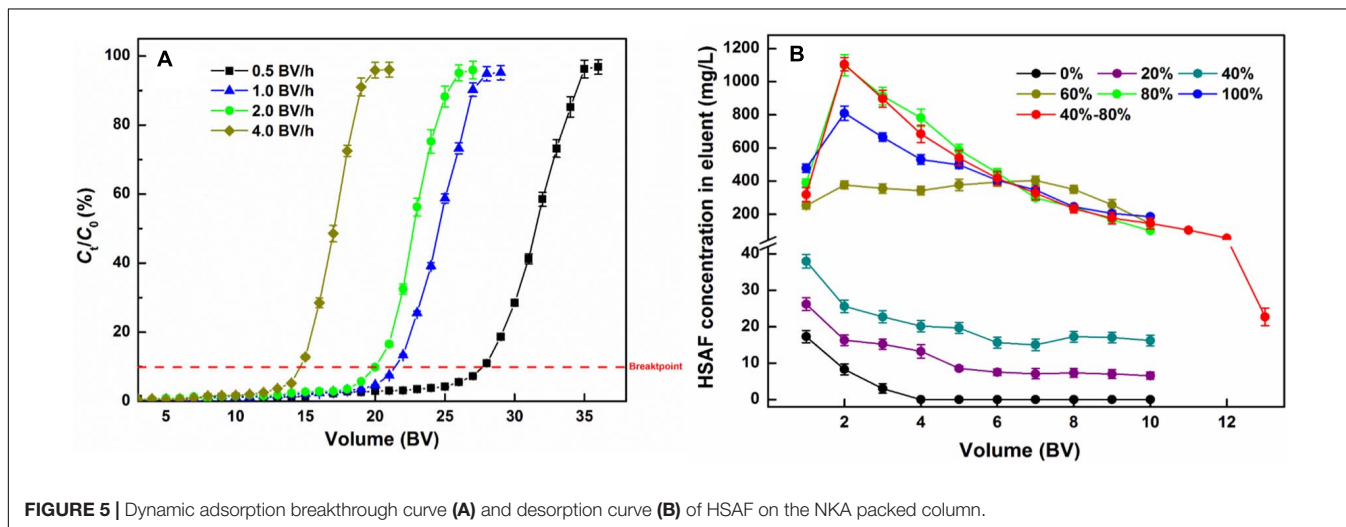 A
0.5 BV/h
1.0 BV/h
2.0 BV/h
4.0 BV/h
Breaktpoint
100
80
60
40
20
0
5 10 15 20 25 30 35
Ct/C0 (%)
Volume (BV)
B
0% 20% 40%
60% 80% 100%
40%-80%
1200
1000
800
600
400
200
40
30
20
10
0
2 4 6 8 10 12
HSAF concentration in eluent (mg/L)
Volume (BV)
FIGURE 5 | Dynamic adsorption breakthrough curve (A) and desorption curve (B) of HSAF on the NKA packed column.